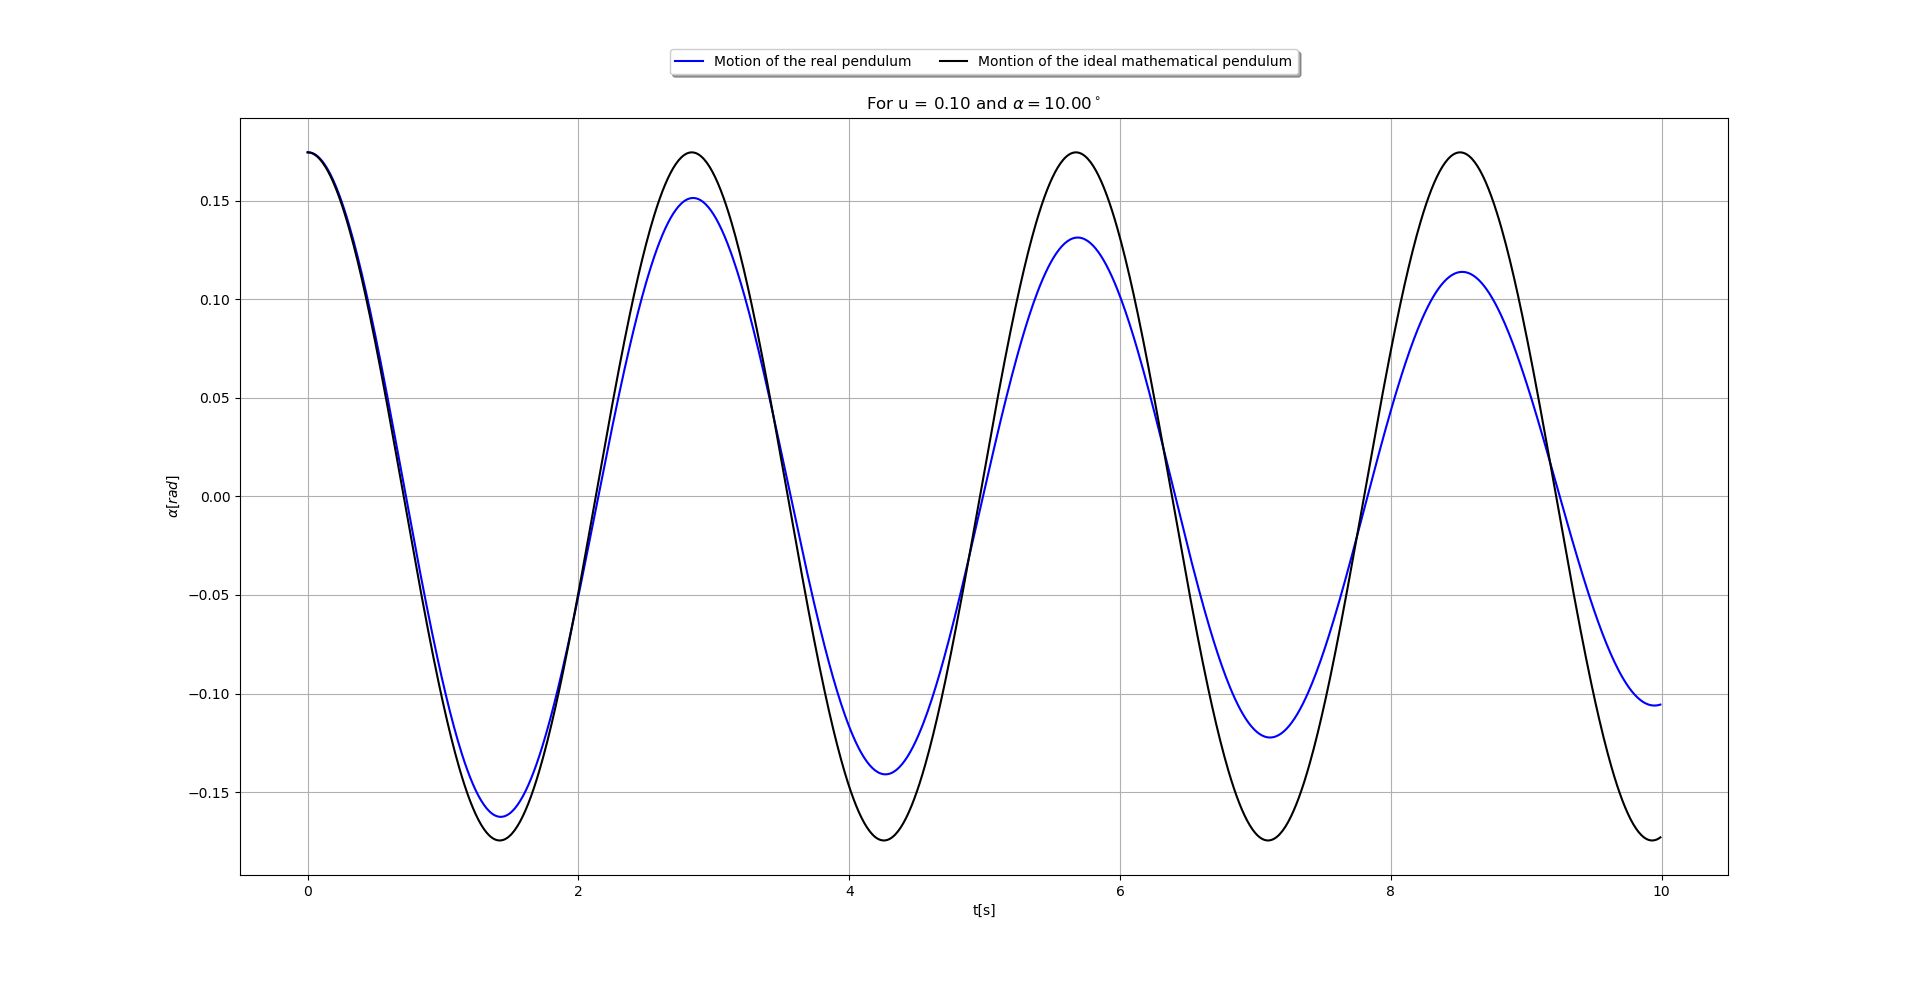 Motion of the real pendulum
Montion of the ideal mathematical pendulum
For u = 0.10 and α = 10.00°
0.15
0.10
0.05
0.00
−0.05
−0.10
−0.15
α[rad]
0 2 4 6 8 10
t[s]